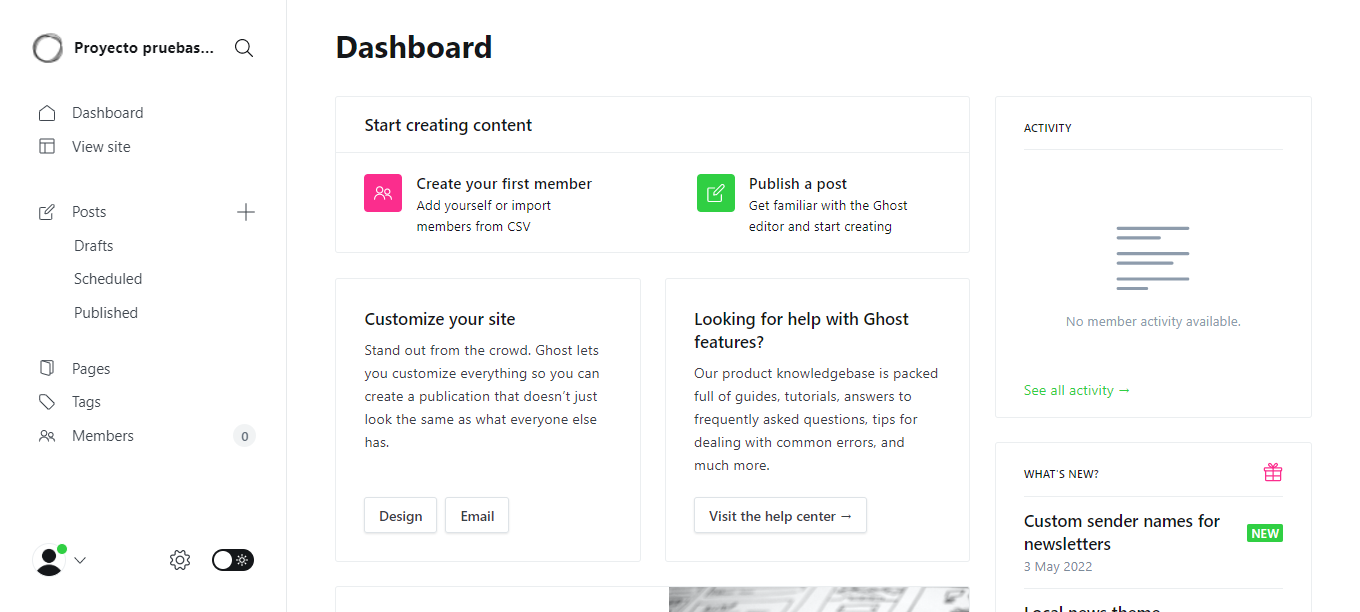 Proyecto pruebas...
Dashboard
View site
Posts
Drafts
Scheduled
Published
Pages
Tags
Members
0
Dashboard
Start creating content
Create your first member
Add yourself or import
members from CSV
Publish a post
Get familiar with the Ghost
editor and start creating
Customize your site
Stand out from the crowd. Ghost lets
you customize everything so you can
create a publication that doesn’t just
look the same as what everyone else
has.
Design
Email
Looking for help with Ghost
features?
Our product knowledgebase is packed
full of guides, tutorials, answers to
frequently asked questions, tips for
dealing with common errors, and
much more.
Visit the help center →
ACTIVITY
No member activity available.
See all activity →
WHAT'S NEW?
Custom sender names for
newsletters
NEW
3 May 2022
Local news theme